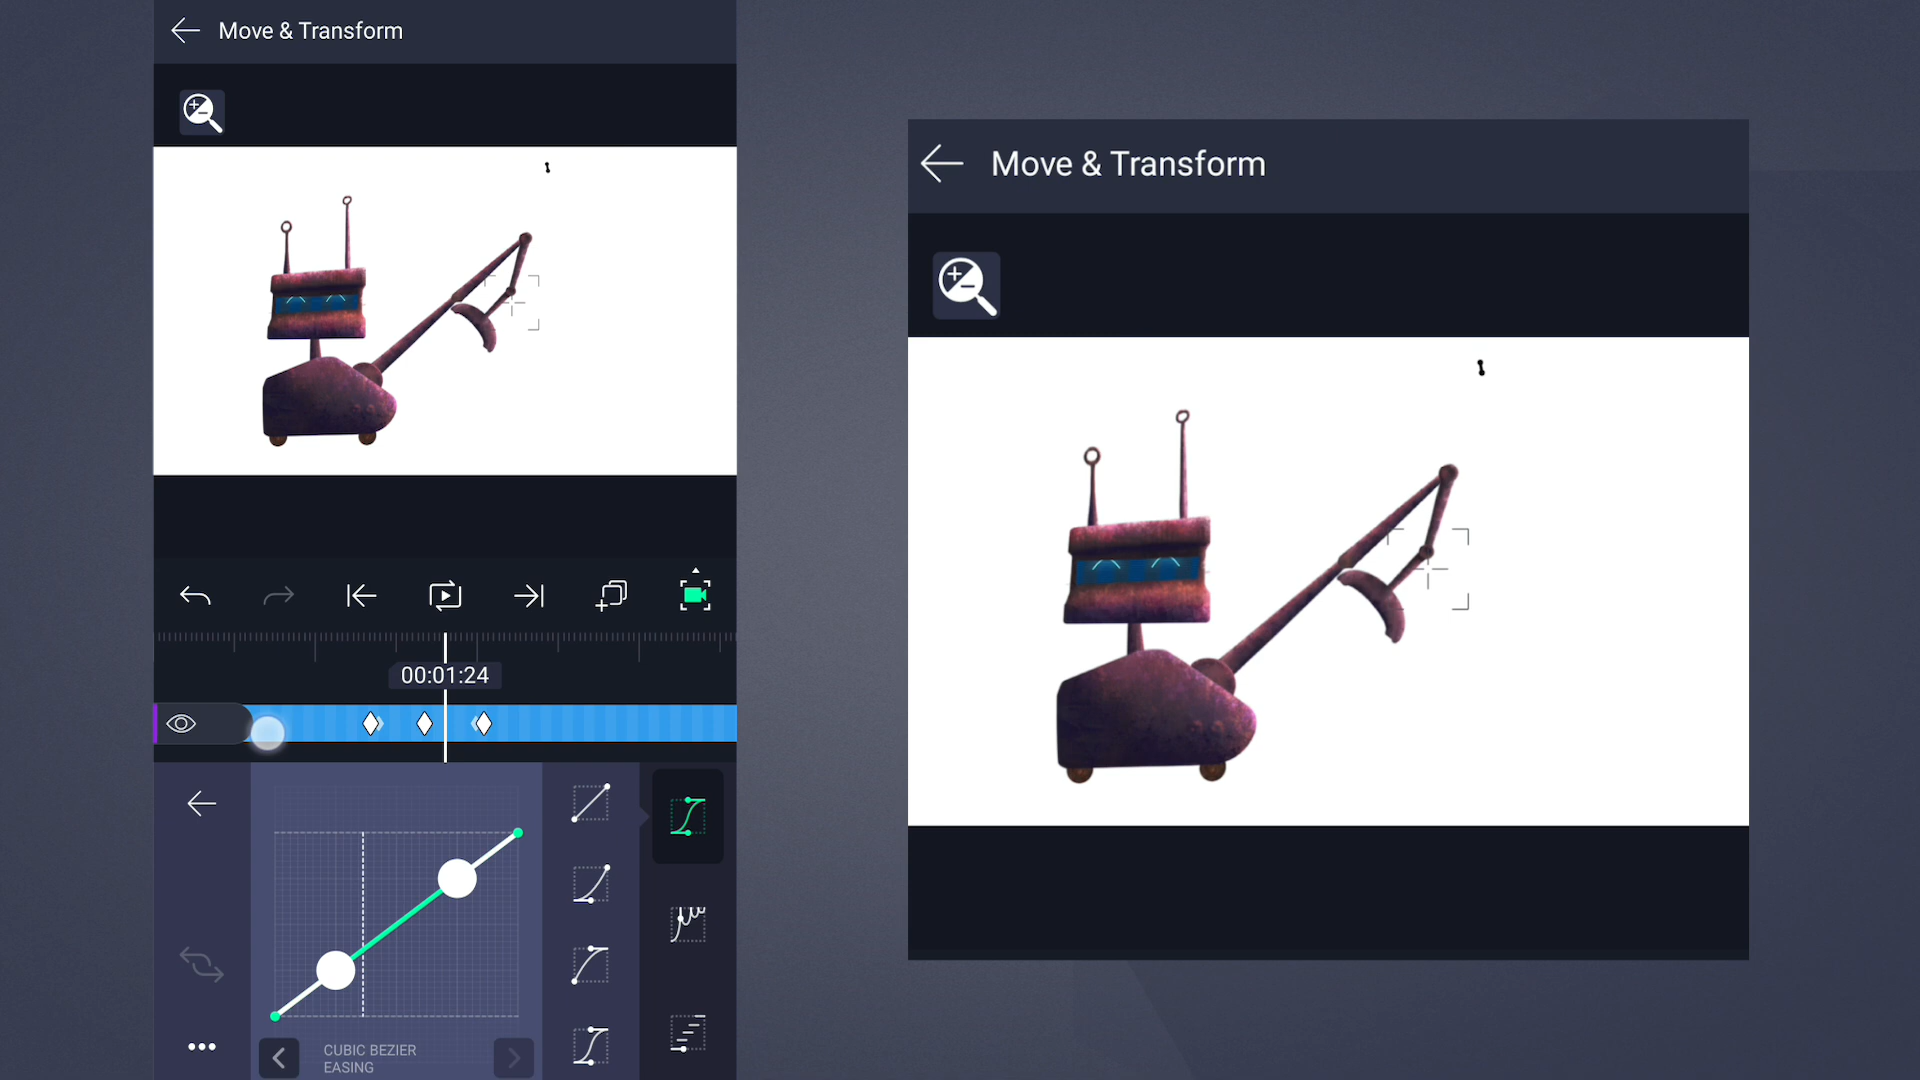 Move & Transform
00:01:24
CUBIC BEZIER
EASING
Move & Transform